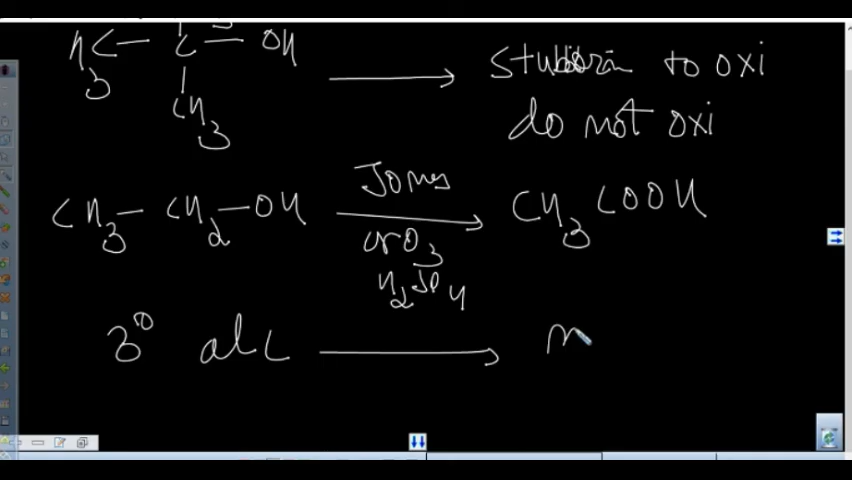 H3C — C — OH
CH3
⟶ stubborn to oxi
do not oxi
CH3 — CH2 — OH ⟶ CH3COOH
Jones
CrO3
H2SO4
3° alc ⟶ n